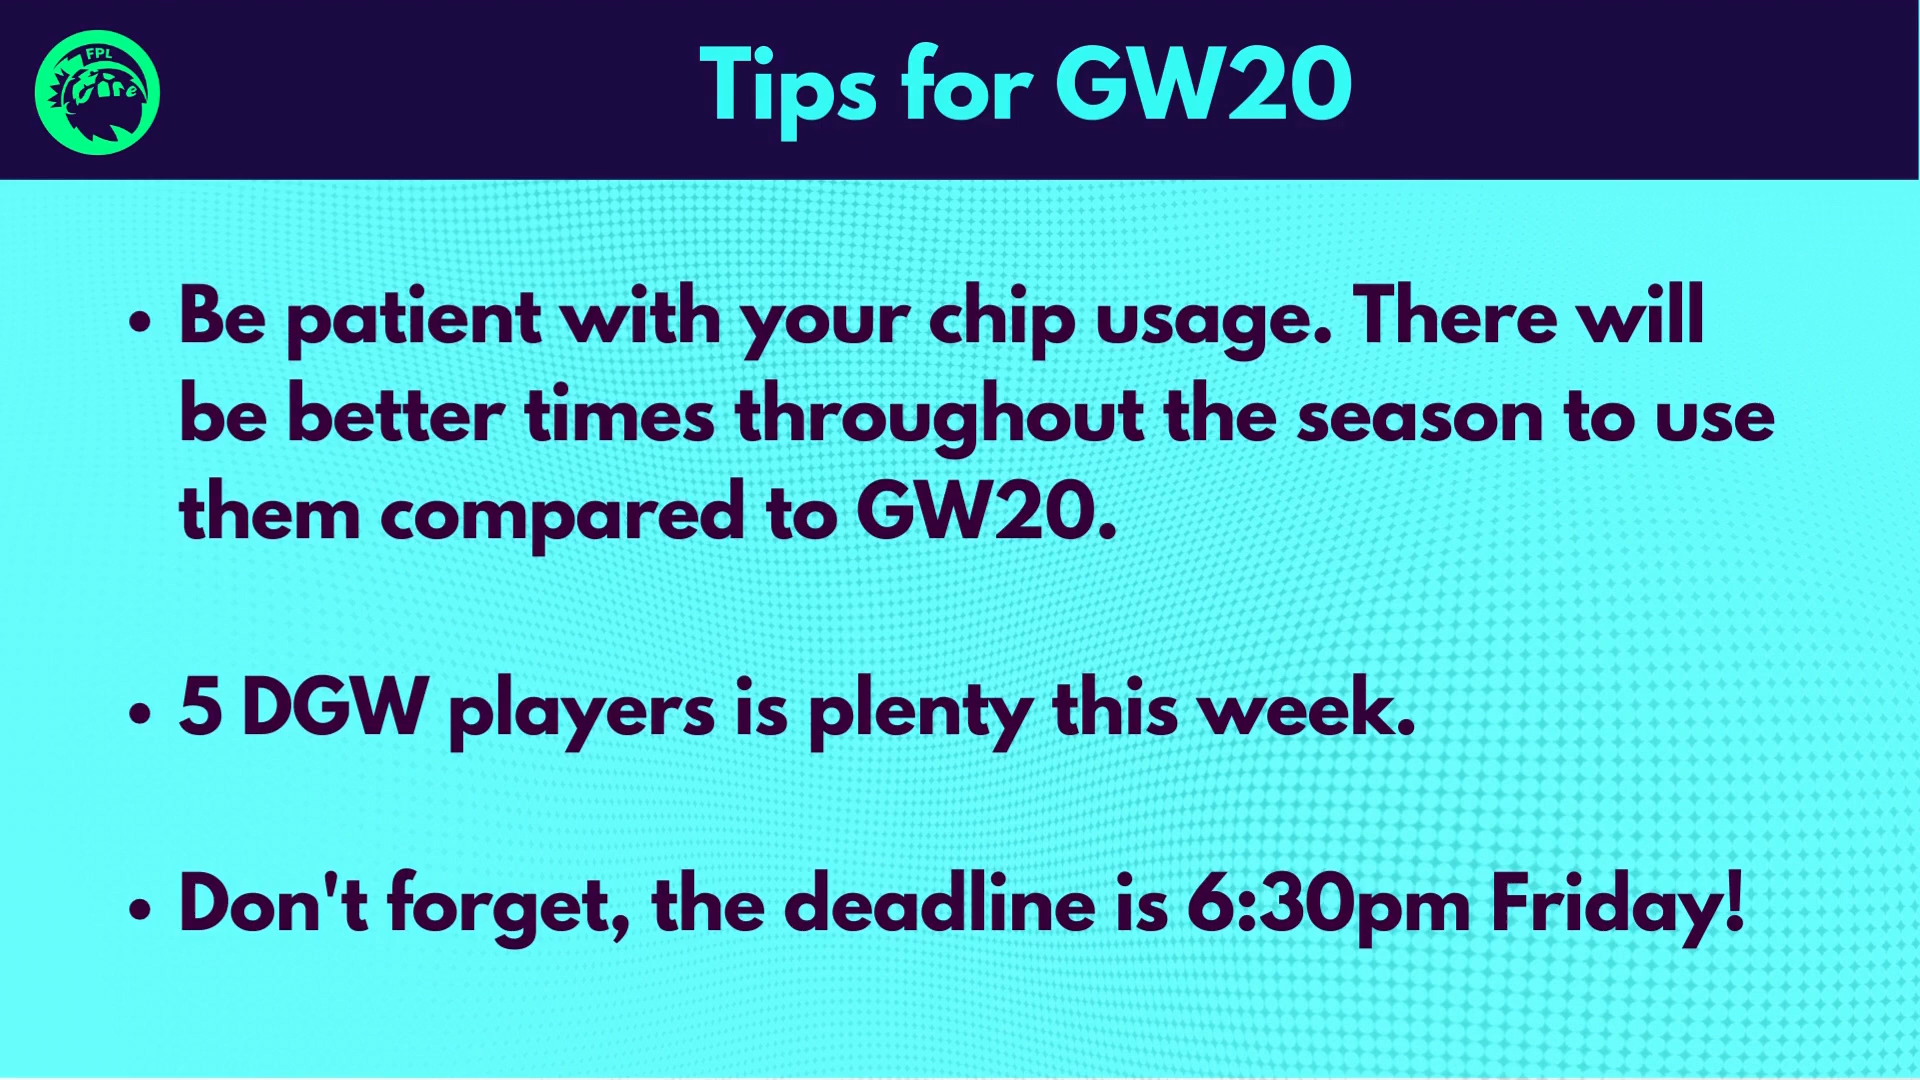 FPL
Fire
Tips for GW20
• Be patient with your chip usage. There will
be better times throughout the season to use
them compared to GW20.
• 5 DGW players is plenty this week.
• Don't forget, the deadline is 6:30pm Friday!